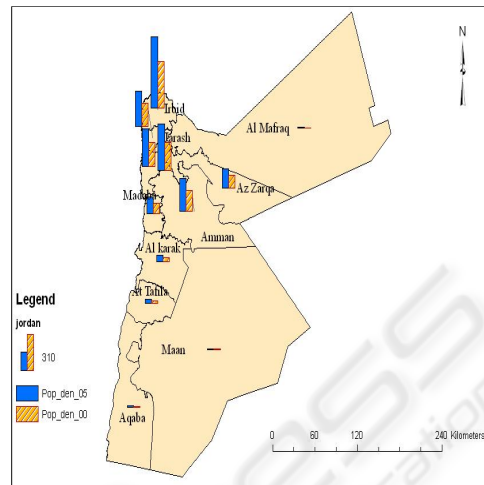 N
Irbid
Jarash
Al Mafraq
Madaba
Az Zarqa
Amman
Al karak
At Tafila
Maan
Aqaba
Legend
jordan
310
Pop_den_05
Pop_den_00
0 60 120 240 Kilometers